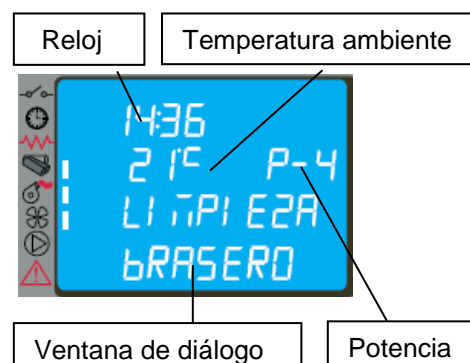 Reloj
Temperatura ambiente
14:36
21°C P-4
LIMPIEZA
bRASERO
Ventana de diálogo
Potencia